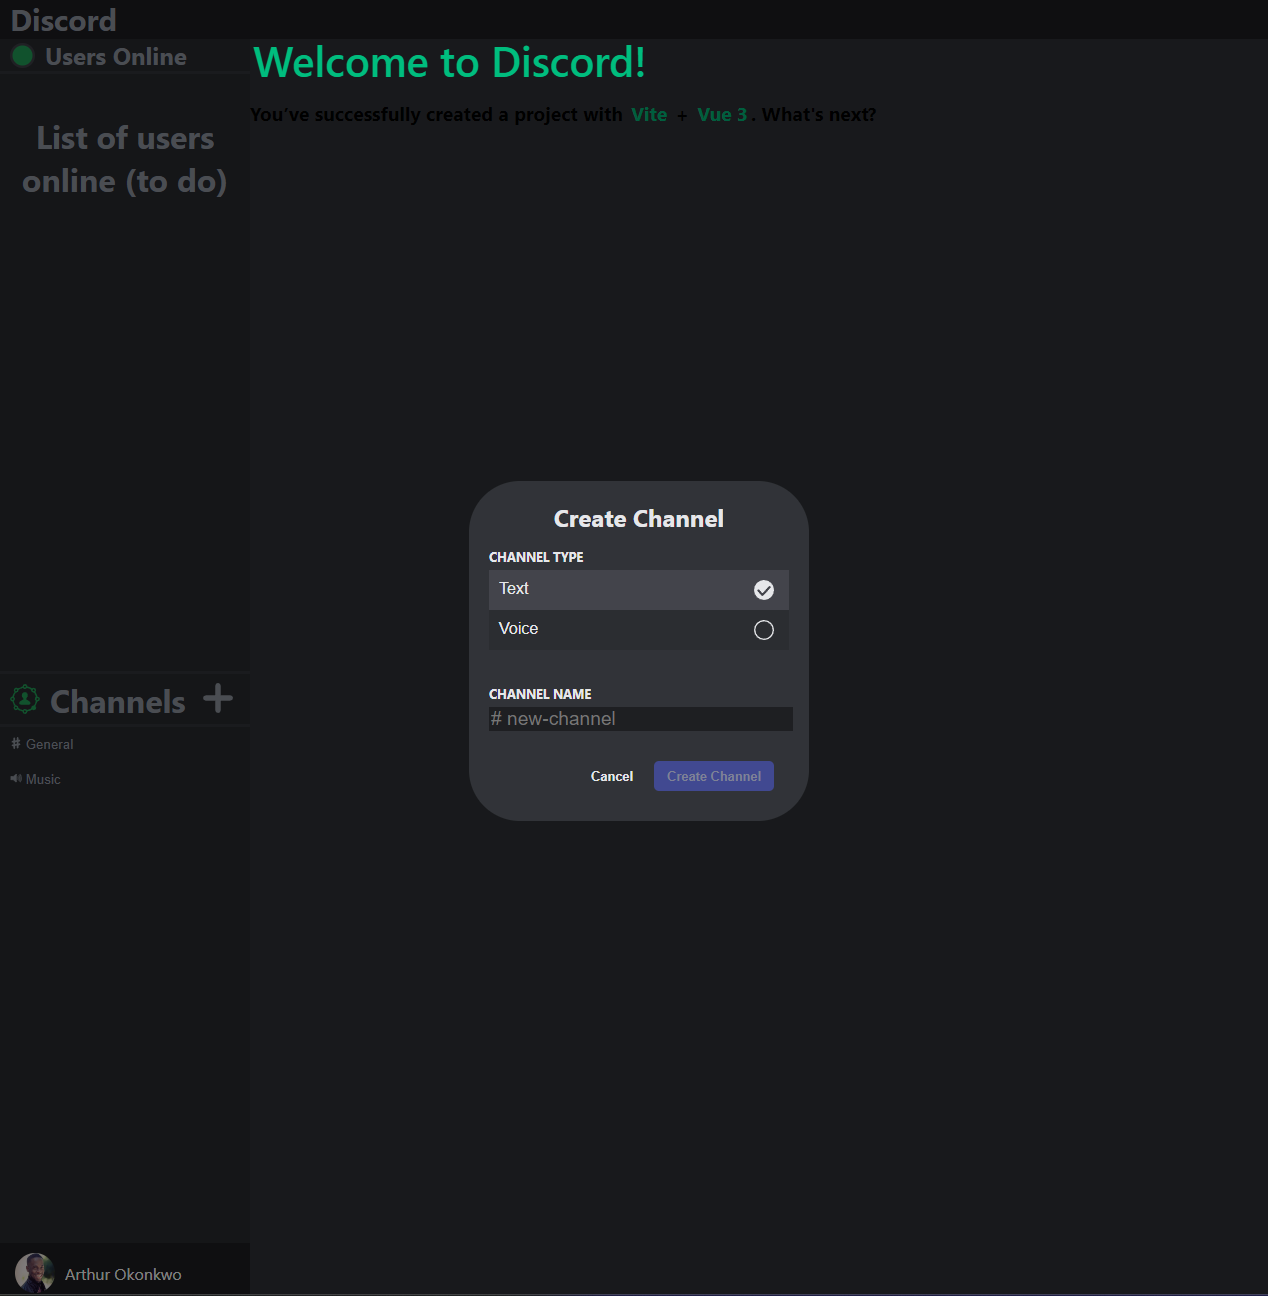 Discord
Users Online
List of users
online (to do)
Welcome to Discord!
You’ve successfully created a project with Vite + Vue 3. What's next?
Create Channel
CHANNEL TYPE
Text
Voice
CHANNEL NAME
# new-channel
Cancel Create Channel
Channels
# General
Music
Arthur Okonkwo